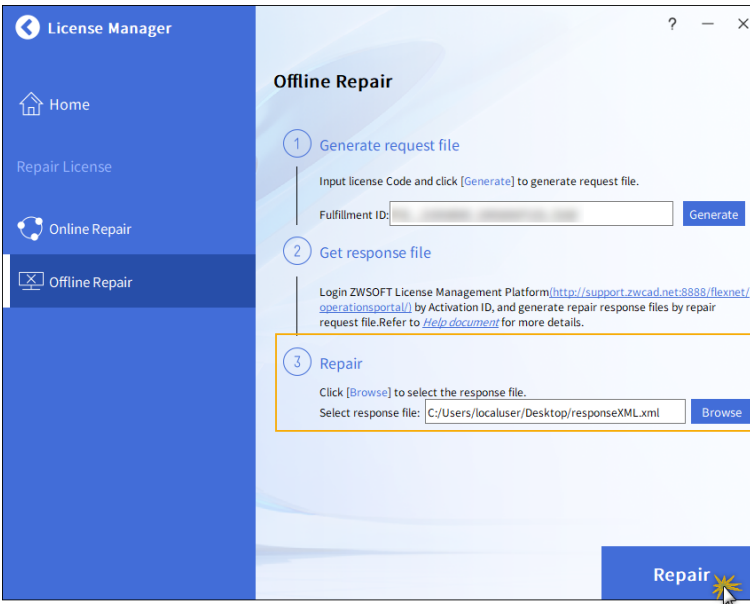 License Manager
?
Home
Repair License
Online Repair
Offline Repair
Offline Repair
1 Generate request file
Input license Code and click [Generate] to generate request file.
Fulfillment ID:
Generate
2 Get response file
Login ZWSOFT License Management Platform(http://support.zwcad.net:8888/flexnet/
operationsportal/) by Activation ID, and generate repair response files by repair
request file.Refer to Help document for more details.
3 Repair
Click [Browse] to select the response file.
Select response file: C:/Users/localuser/Desktop/responseXML.xml Browse
Repair